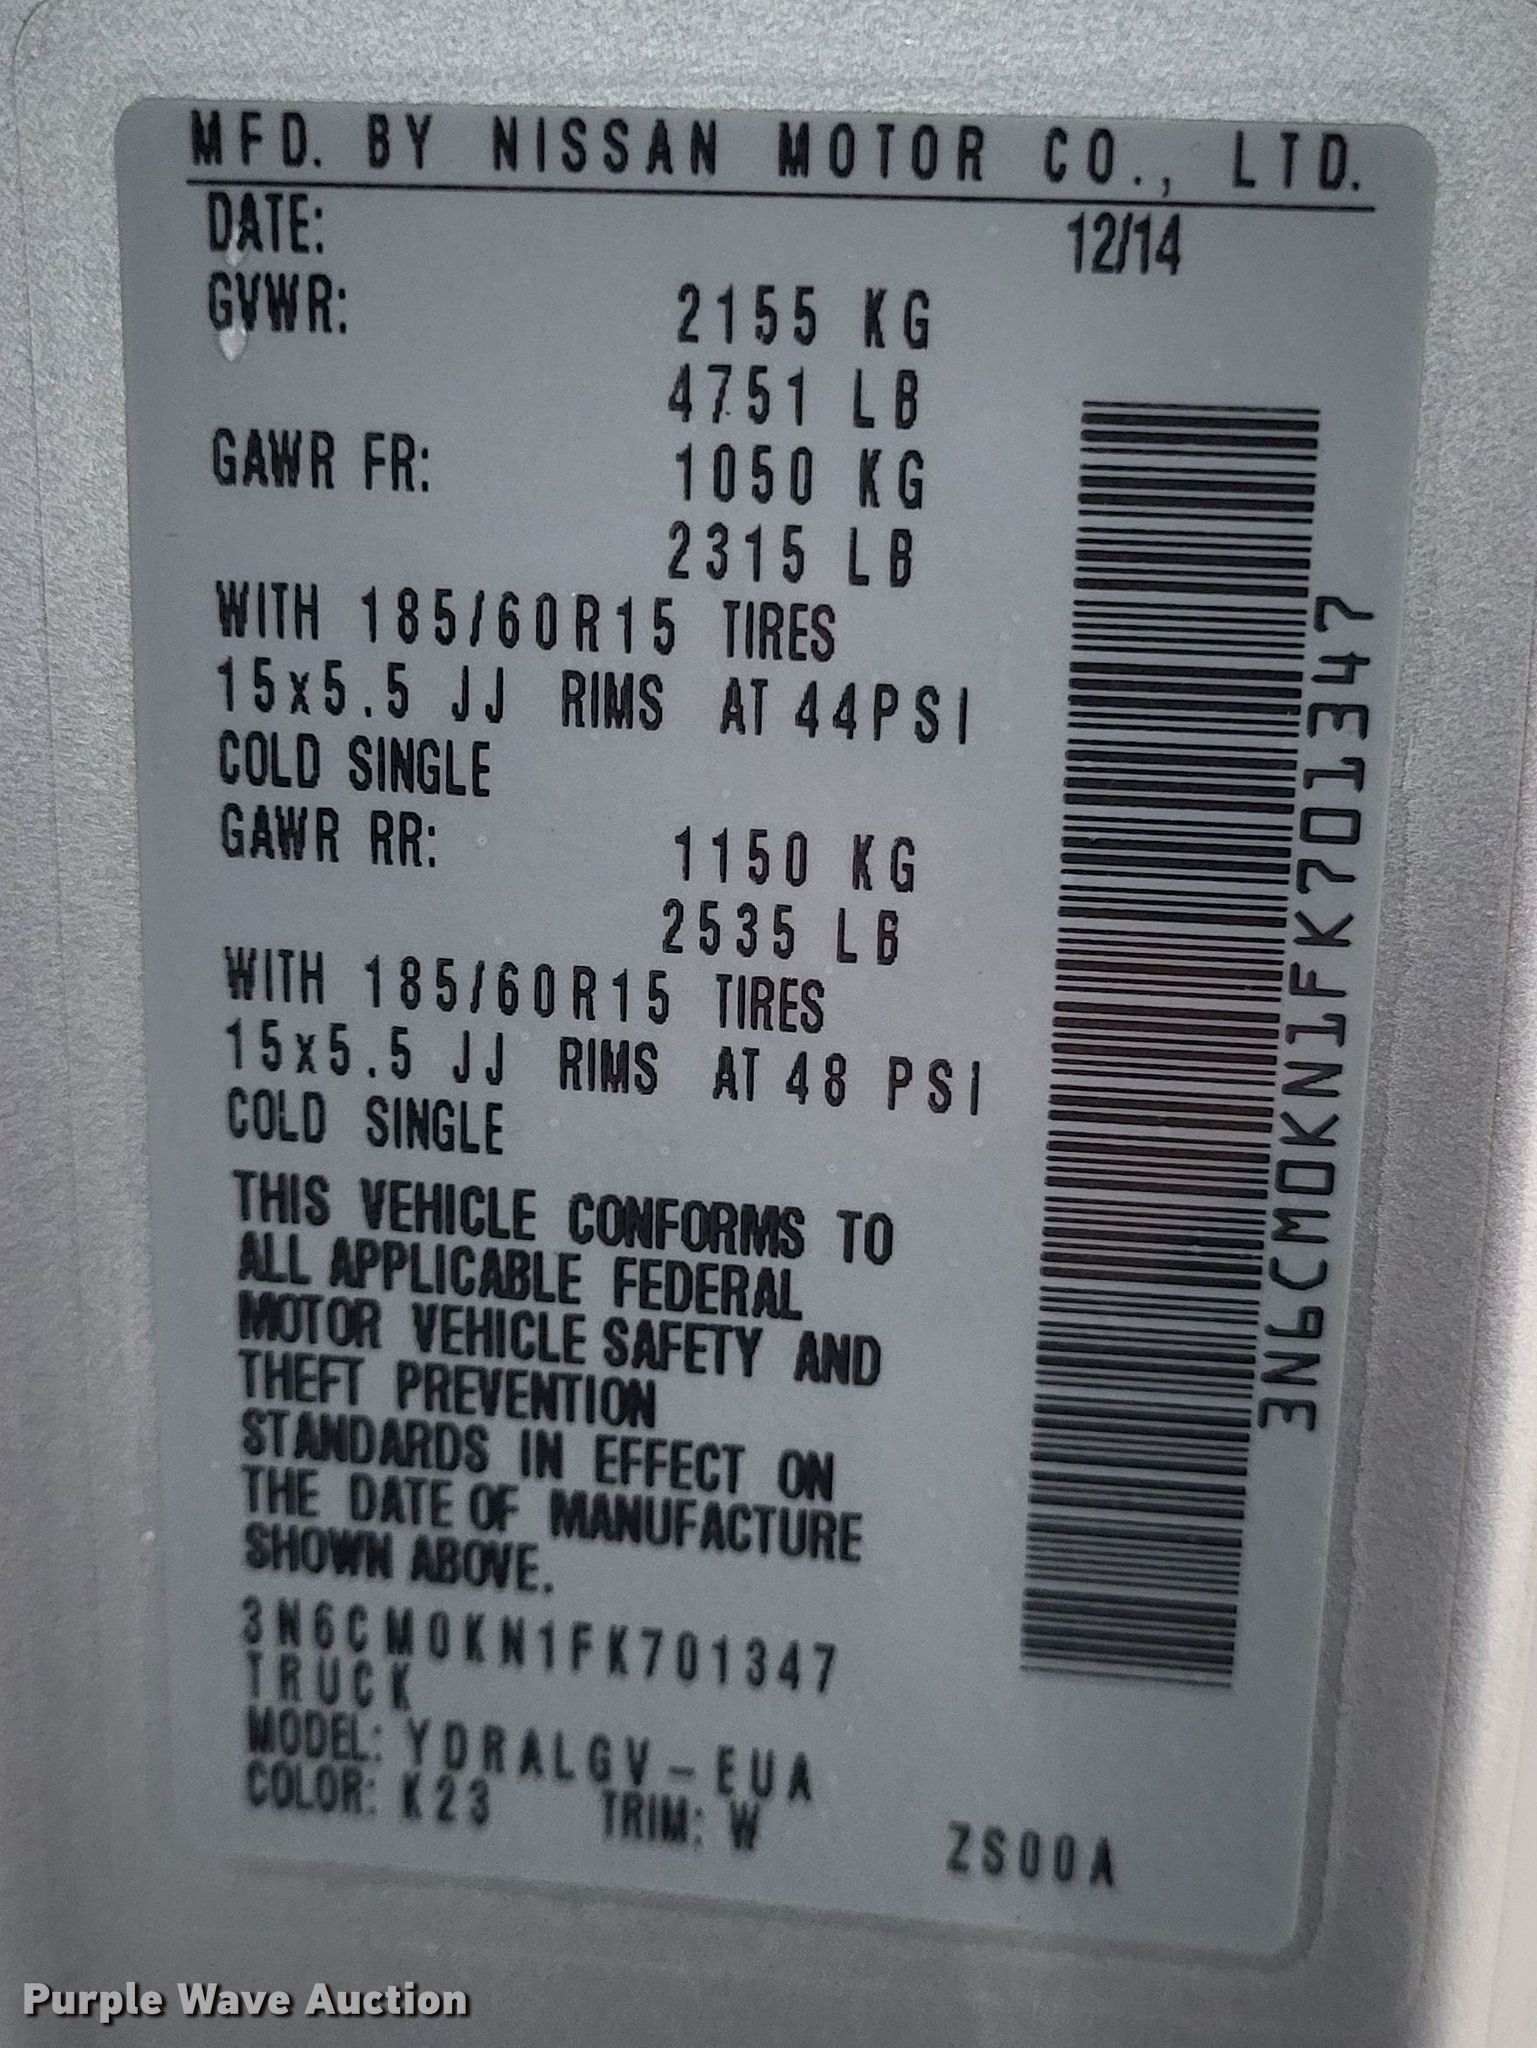 MFD. BY NISSAN MOTOR CO., LTD.
DATE: 12/14
GVWR: 2155 KG
4751 LB
GAWR FR: 1050 KG
2315 LB
WITH 185/60R15 TIRES
15x5.5 JJ RIMS AT 44PSI
COLD SINGLE
GAWR RR: 1150 KG
2535 LB
WITH 185/60R15 TIRES
15x5.5 JJ RIMS AT 48 PSI
COLD SINGLE
THIS VEHICLE CONFORMS TO
ALL APPLICABLE FEDERAL
MOTOR VEHICLE SAFETY AND
THEFT PREVENTION
STANDARDS IN EFFECT ON
THE DATE OF MANUFACTURE
SHOWN ABOVE.
3N6CM0KN1FK701347
TRUCK
MODEL: YDRALGV-EUA
COLOR: K23 TRIM: W ZS00A
3N6CM0KN1FK701347
Purple Wave Auction